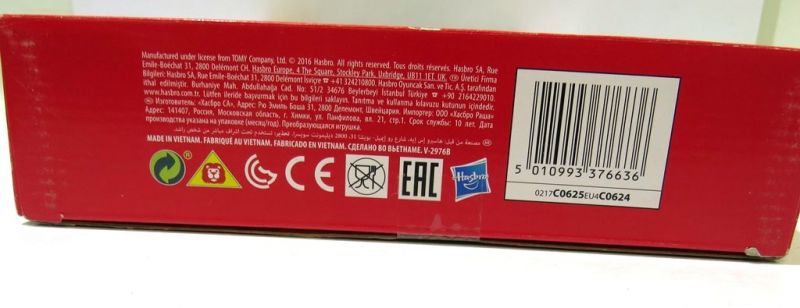 Manufactured under license from TOMY Company, Ltd. © 2016 Hasbro. All rights reserved. Tous droits réservés. Hasbro SA, Rue
Emile-Boéchat 31, 2800 Delémont CH. Hasbro Europe, 4 The Square, Stockley Park, Uxbridge, UB11 1ET. UK. TR Üretici Firma
Bilgileri: Hasbro SA, Rue Emile-Boéchat 31, 2800 Delémont İsviçre ☎+41 324210800. Hasbro Oyuncak San. ve Tic. A.Ş. tarafından
ithal edilmiştir. Burhaniye Mah. Abdullahağa Cad. No: 51/2 34676 Beylerbeyi İstanbul Türkiye ☎ +90 2164229010.
www.hasbro.com.tr. Lütfen ileride başvurmak için bu bilgileri saklayın. Tanıtma ve kullanma kılavuzu kutunun içindedir.
RU Изготовитель: «Хасбро СА», Адрес: Рю Эмиль Боша 31, 2800 Делемонт, Швейцария. Импортер: ООО «Хасбро Раша»
Адрес: 141407, Россия, Московская область, г. Химки, ул. Панфилова, вл. 21, стр.1. Срок службы: 10 лет. Дата
производства указана на упаковке (месяц/год). Преобразующаяся игрушка.
MADE IN VIETNAM. FABRIQUÉ AU VIETNAM. FABRICADO EN VIETNAM. СДЕЛАНО ВО ВЬЕТНАМЕ. V-2976B
CE
EAC
Hasbro
5 010993 376636
0217C0625EU4C0624